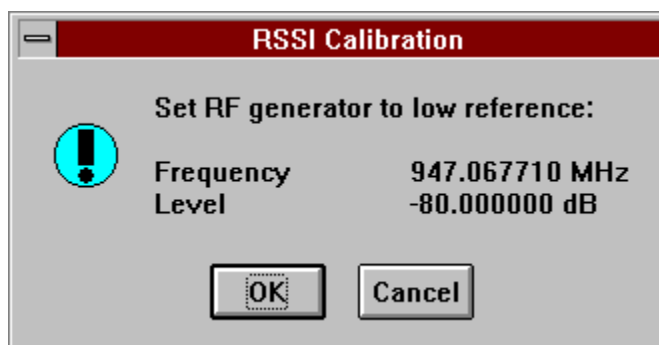 RSSI Calibration
Set RF generator to low reference:
Frequency 947.067710 MHz
Level -80.000000 dB
OK Cancel